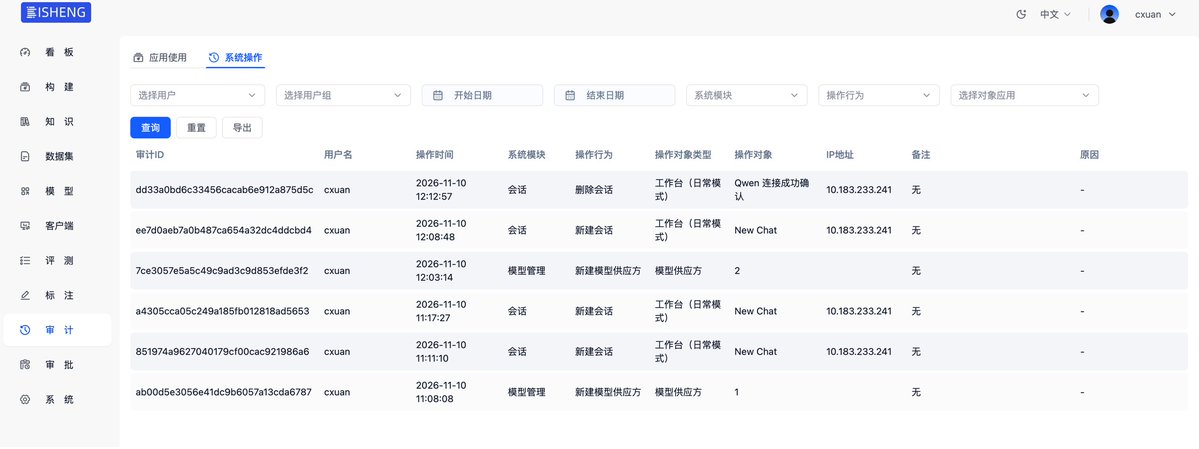 BISHENG
中文
cxuan
看 板
构 建
知 识
数据集
模 型
客户端
评 测
标 注
审 计
审 批
系 统
应用使用
系统操作
选择用户
选择用户组
开始日期
结束日期
系统模块
操作行为
选择对象应用
查询
重置
导出
审计ID 用户名 操作时间 系统模块 操作行为 操作对象类型 操作对象 IP地址 备注 原因
dd33a0bd6c33456cacab6e912a875d5c cxuan 2026-11-10 12:12:57 会话 删除会话 工作台（日常模式） Qwen 连接成功确认 10.183.233.241 无 -
ee7d0aeb7a0b487ca654a32dc4ddcbd4 cxuan 2026-11-10 12:08:48 会话 新建会话 工作台（日常模式） New Chat 10.183.233.241 无 -
7ce3057e5a5c49c9ad3c9d853efde3f2 cxuan 2026-11-10 12:03:14 模型管理 新建模型供应方 模型供应方 2 无 -
a4305cca05c249a185fb012818ad5653 cxuan 2026-11-10 11:17:27 会话 新建会话 工作台（日常模式） New Chat 10.183.233.241 无 -
851974a9627040179cf00cac921986a6 cxuan 2026-11-10 11:11:10 会话 新建会话 工作台（日常模式） New Chat 10.183.233.241 无 -
ab00d5e3056e41dc9b6057a13cda6787 cxuan 2026-11-10 11:08:08 模型管理 新建模型供应方 模型供应方 1 无 -